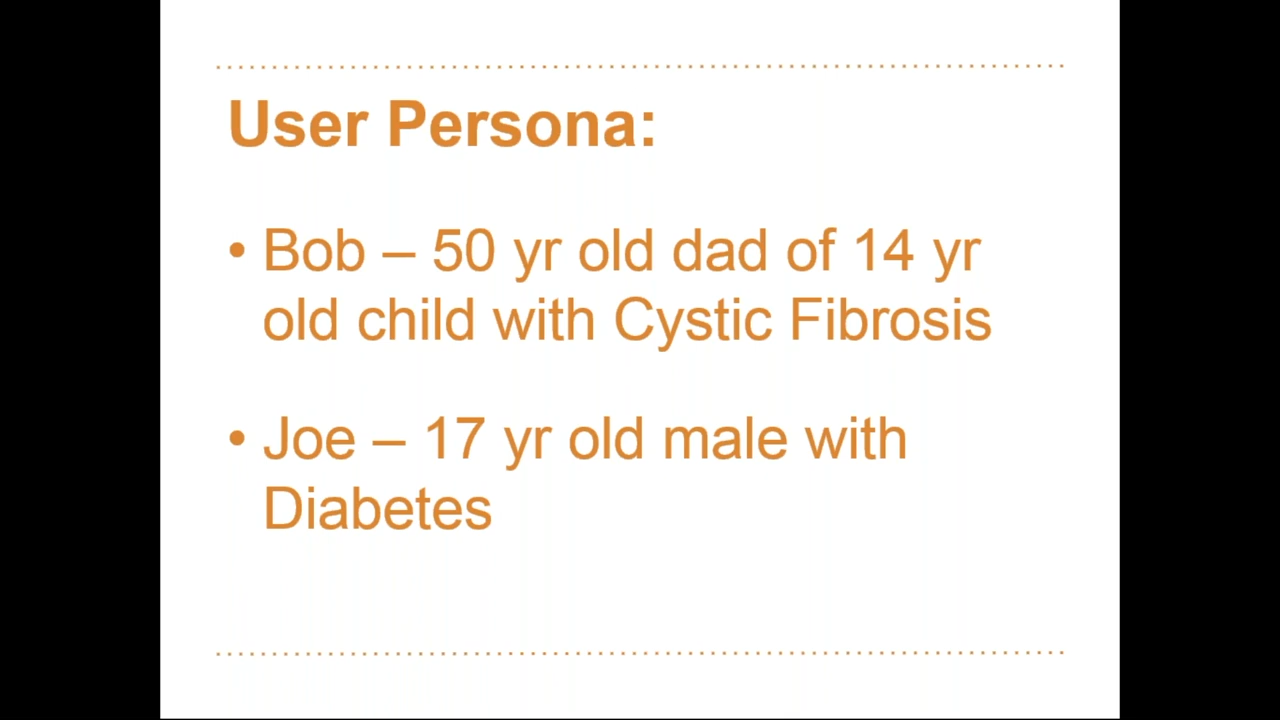 User Persona:
• Bob – 50 yr old dad of 14 yr
old child with Cystic Fibrosis
• Joe – 17 yr old male with
Diabetes